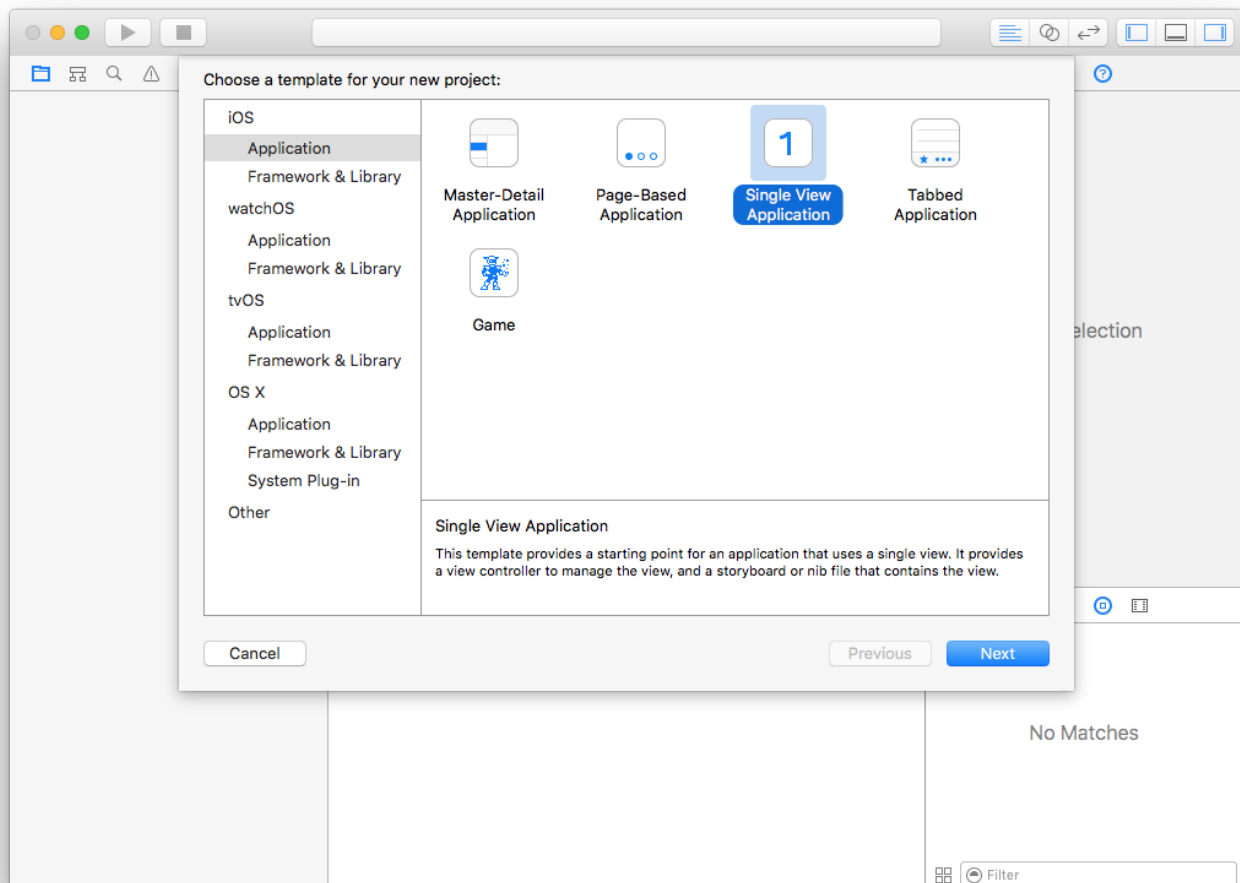 Choose a template for your new project:
iOS
Application
Framework & Library
watchOS
Application
Framework & Library
tvOS
Application
Framework & Library
OS X
Application
Framework & Library
System Plug-in
Other
Master-Detail
Application
Page-Based
Application
1
Single View
Application
Tabbed
Application
Game
Single View Application
This template provides a starting point for an application that uses a single view. It provides
a view controller to manage the view, and a storyboard or nib file that contains the view.
Cancel
Previous
Next
No Matches
Filter